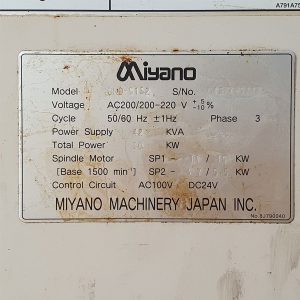 A791A75
Miyano
Model S/No.
Voltage AC200/200-220 V +5 -10 %
Cycle 50/60 Hz ±1Hz Phase 3
Power Supply KVA
Total Power KW
Spindle Motor SP1 - KW
[Base 1500 min⁻¹] SP2 - KW
Control Circuit AC100V DC24V
MIYANO MACHINERY JAPAN INC.
No.8J790040